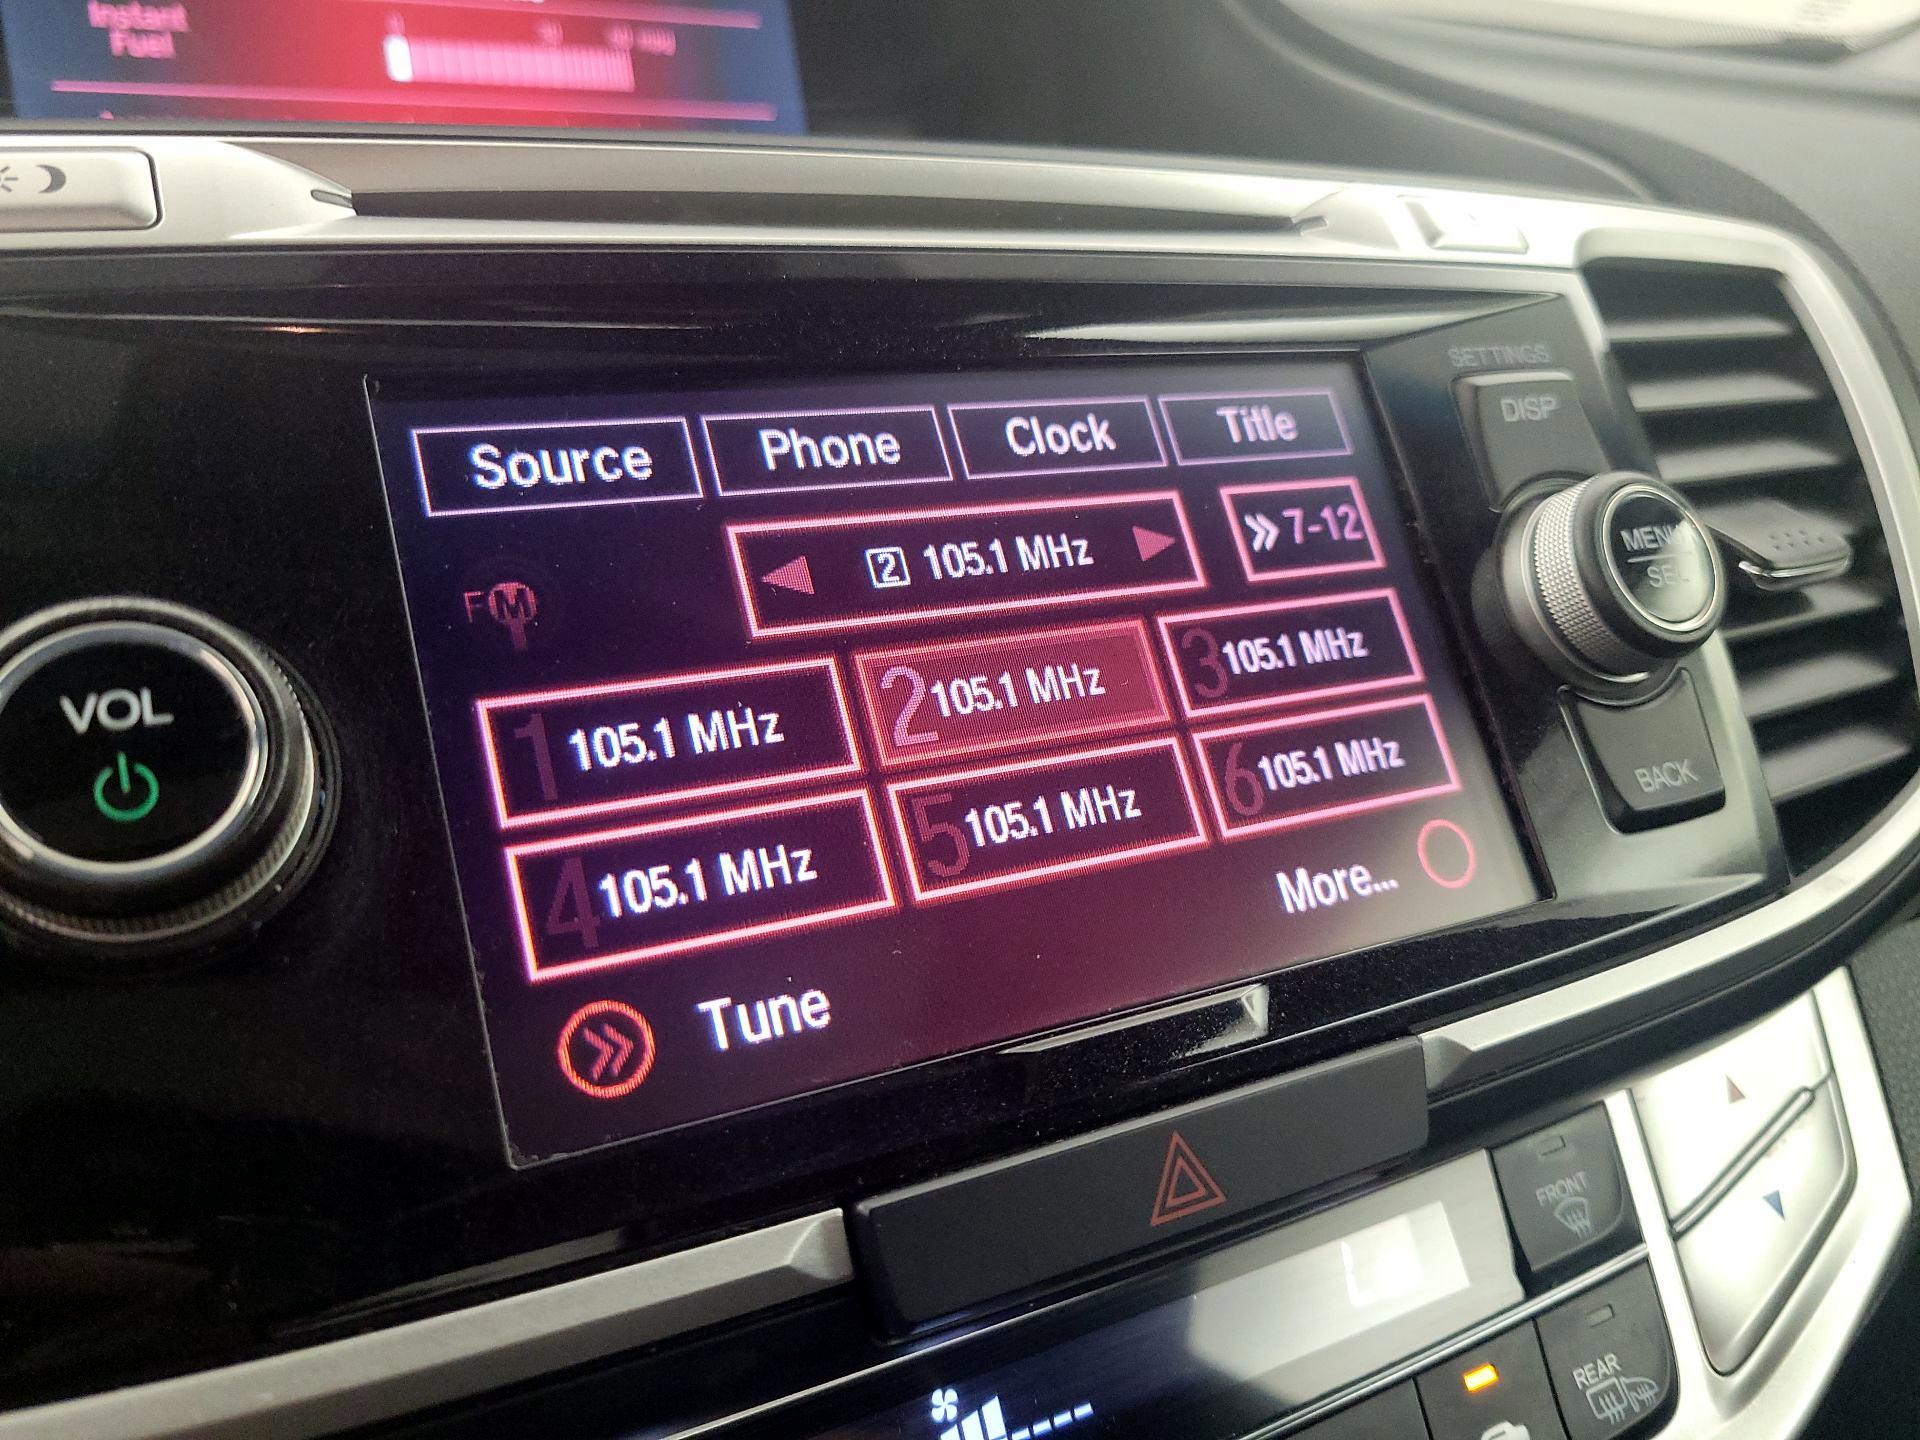 Instant
Fuel
SETTINGS
DISP
Source
Phone
Clock
Title
2 105.1 MHz
7-12
MENU
SEL
FM
VOL
1 105.1 MHz
2 105.1 MHz
3 105.1 MHz
4 105.1 MHz
5 105.1 MHz
6 105.1 MHz
BACK
More...
Tune
FRONT
REAR